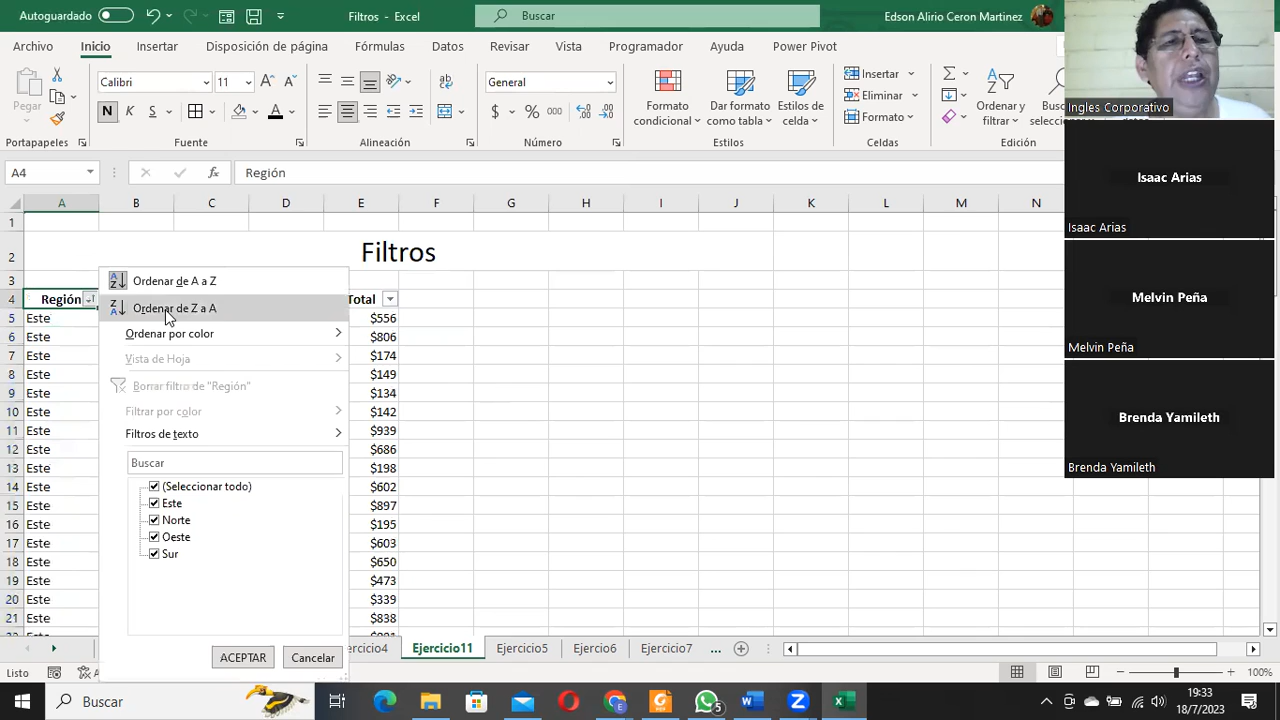 Autoguardado
Filtros - Excel
Buscar
Edson Alirio Ceron Martinez
Archivo
Inicio
Insertar
Disposición de página
Fórmulas
Datos
Revisar
Vista
Programador
Ayuda
Power Pivot
Pegar
Calibri
11
N
K
S
General
$
%
Formato
condicional
Dar formato
como tabla
Estilos de
celda
Insertar
Eliminar
Formato
Ordenar y
filtrar
Portapapeles
Fuente
Alineación
Número
Estilos
Celdas
Edición
Ingles Corporativo
A4
Región
A
B
C
D
E
F
G
H
I
J
K
L
M
N
1
2
Filtros
3
4
Región
Total
5
Este
$556
6
Este
$806
7
Este
$174
8
Este
$149
9
Este
$134
10
Este
$142
11
Este
$939
12
Este
$686
13
Este
$198
14
Este
$602
15
Este
$897
16
Este
$195
17
Este
$603
18
Este
$650
19
Este
$473
20
Este
$339
21
Este
$838
Ordenar de A a Z
Ordenar de Z a A
Ordenar por color
Vista de Hoja
Borrar filtro de "Región"
Filtrar por color
Filtros de texto
Buscar
(Seleccionar todo)
Este
Norte
Oeste
Sur
ACEPTAR
Cancelar
Isaac Arias
Isaac Arias
Melvin Peña
Melvin Peña
Brenda Yamileth
Brenda Yamileth
Ejercicio11
Ejercicio5
Ejercio6
Ejercicio7
...
Listo
100%
Buscar
5
19:33
18/7/2023